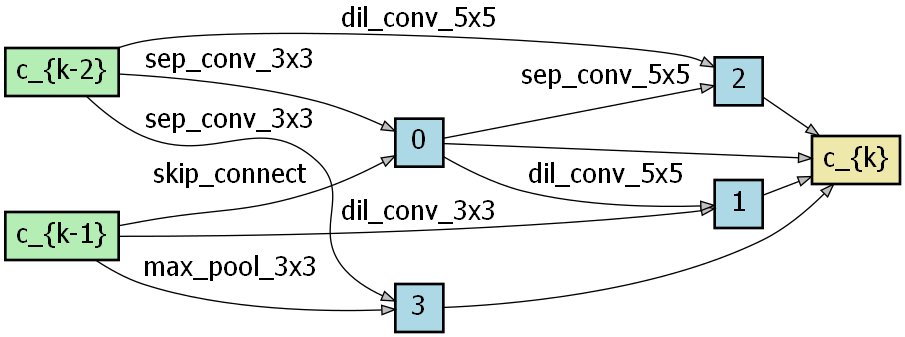 dil_conv_5x5
c_{k-2}
sep_conv_3x3
sep_conv_5x5
2
sep_conv_3x3
0
c_{k}
skip_connect
dil_conv_5x5
1
dil_conv_3x3
c_{k-1}
max_pool_3x3
3